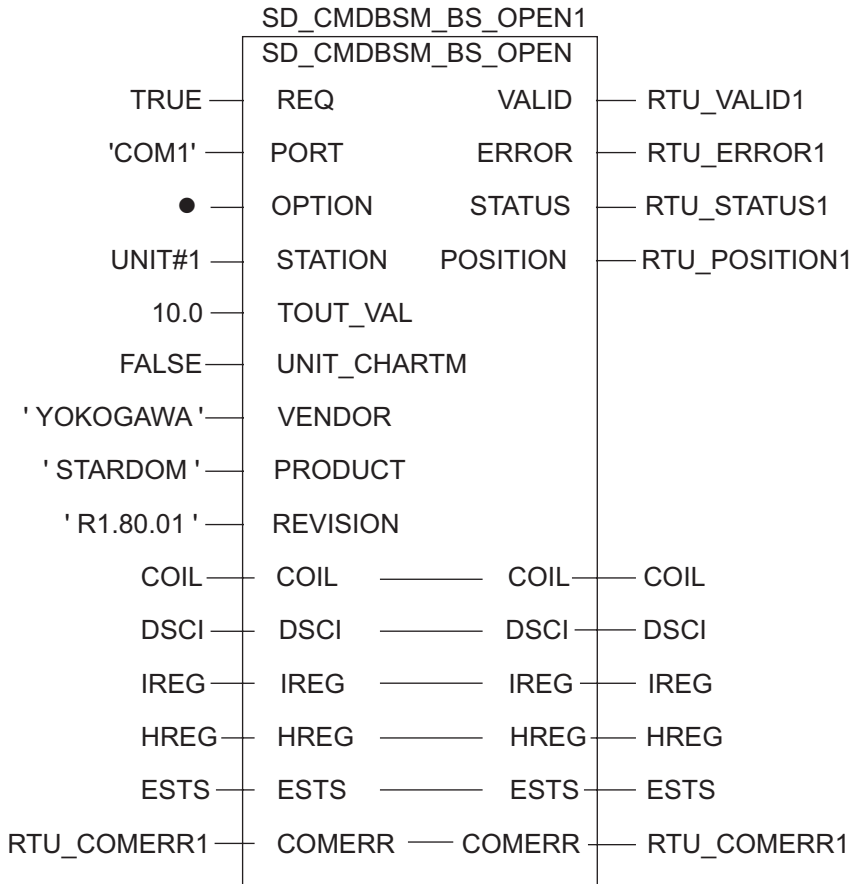 SD_CMDBSM_BS_OPEN1
SD_CMDBSM_BS_OPEN
TRUE REQ VALID RTU_VALID1
'COM1' PORT ERROR RTU_ERROR1
● OPTION STATUS RTU_STATUS1
UNIT#1 STATION POSITION RTU_POSITION1
10.0 TOUT_VAL
FALSE UNIT_CHARTM
' YOKOGAWA ' VENDOR
' STARDOM ' PRODUCT
' R1.80.01 ' REVISION
COIL COIL COIL COIL
DSCI DSCI DSCI DSCI
IREG IREG IREG IREG
HREG HREG HREG HREG
ESTS ESTS ESTS ESTS
RTU_COMERR1 COMERR COMERR RTU_COMERR1